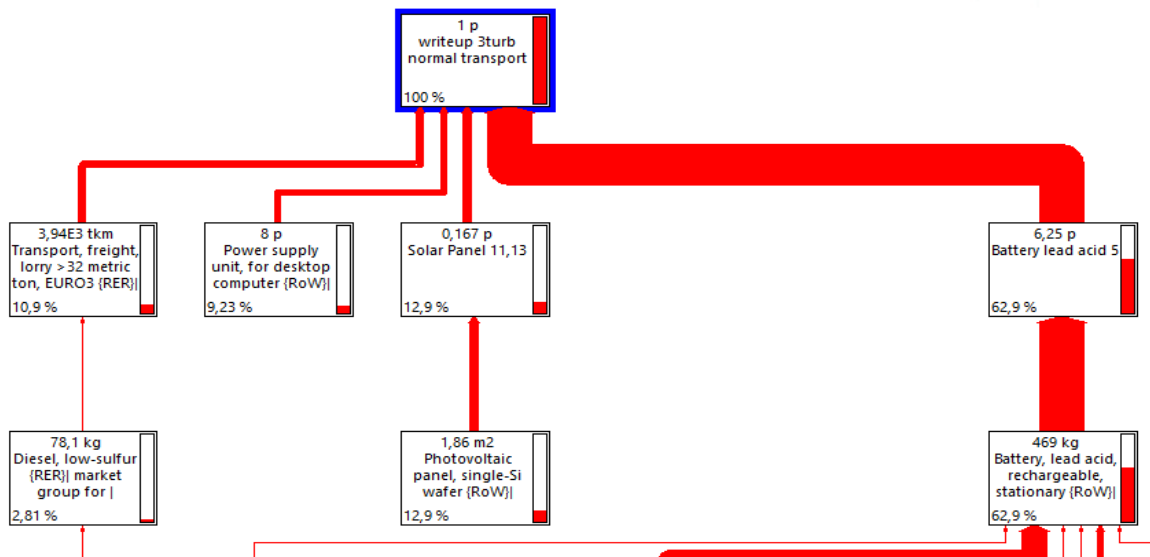 1 p
writeup 3turb
normal transport
100 %
3,94E3 tkm
Transport, freight,
lorry >32 metric
ton, EURO3 {RER}|
10,9 %
8 p
Power supply
unit, for desktop
computer {RoW}|
9,23 %
0,167 p
Solar Panel 11,13
12,9 %
6,25 p
Battery lead acid 5
62,9 %
78,1 kg
Diesel, low-sulfur
{RER}| market
group for |
2,81 %
1,86 m2
Photovoltaic
panel, single-Si
wafer {RoW}|
12,9 %
469 kg
Battery, lead acid,
rechargeable,
stationary {RoW}|
62,9 %